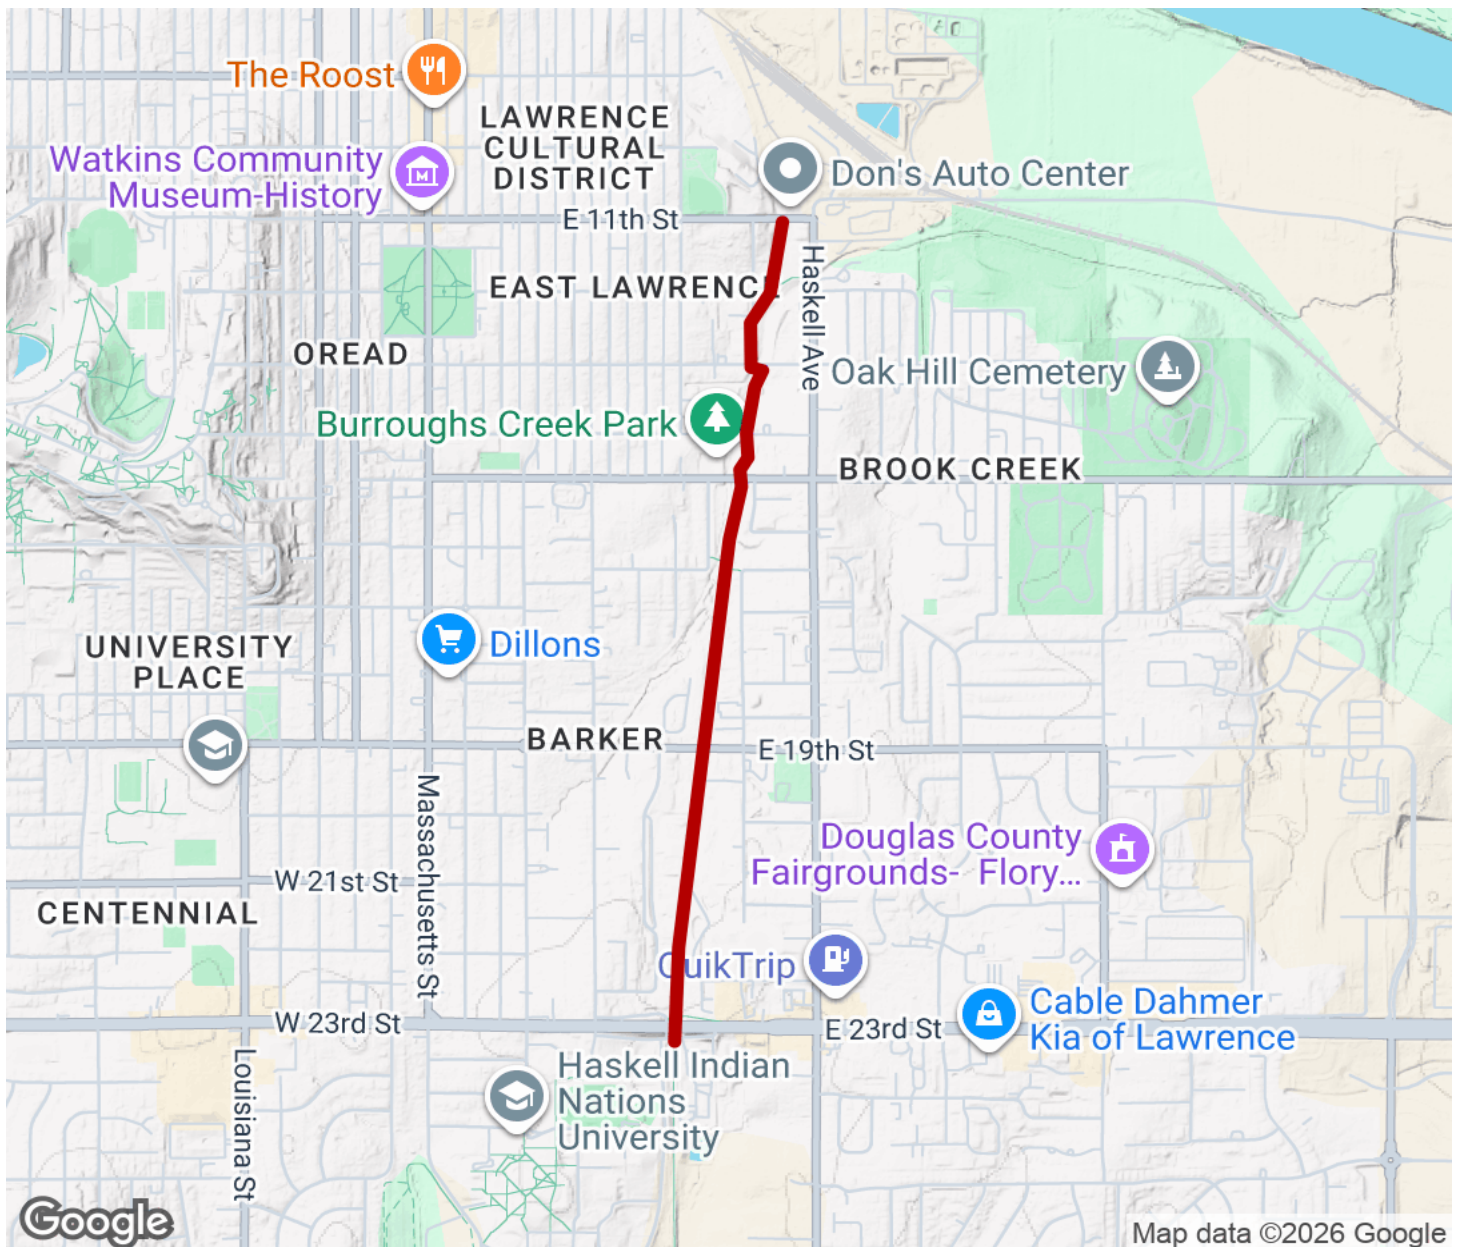 The Roost
LAWRENCE
CULTURAL
DISTRICT
Watkins Community
Museum-History
Don's Auto Center
E 11th St
Haskell Ave
EAST LAWRENCE
OREAD
Oak Hill Cemetery
Burroughs Creek Park
BROOK CREEK
UNIVERSITY
PLACE
Dillons
BARKER
E 19th St
Massachusetts St
Douglas County
Fairgrounds- Flory...
W 21st St
CENTENNIAL
QuikTrip
W 23rd St
E 23rd St
Cable Dahmer
Kia of Lawrence
Louisiana St
Haskell Indian
Nations
University
Google
Map data ©2026 Google